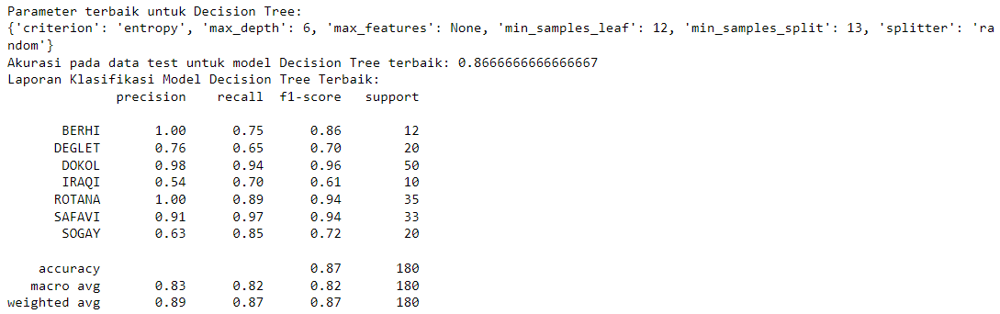 Parameter terbaik untuk Decision Tree:
{'criterion': 'entropy', 'max_depth': 6, 'max_features': None, 'min_samples_leaf': 12, 'min_samples_split': 13, 'splitter': 'ra
ndom'}
Akurasi pada data test untuk model Decision Tree terbaik: 0.8666666666666667
Laporan Klasifikasi Model Decision Tree Terbaik:
              precision    recall  f1-score   support

       BERHI       1.00      0.75      0.86        12
      DEGLET       0.76      0.65      0.70        20
       DOKOL       0.98      0.94      0.96        50
       IRAQI       0.54      0.70      0.61        10
      ROTANA       1.00      0.89      0.94        35
      SAFAVI       0.91      0.97      0.94        33
       SOGAY       0.63      0.85      0.72        20

    accuracy                           0.87       180
   macro avg       0.83      0.82      0.82       180
weighted avg       0.89      0.87      0.87       180